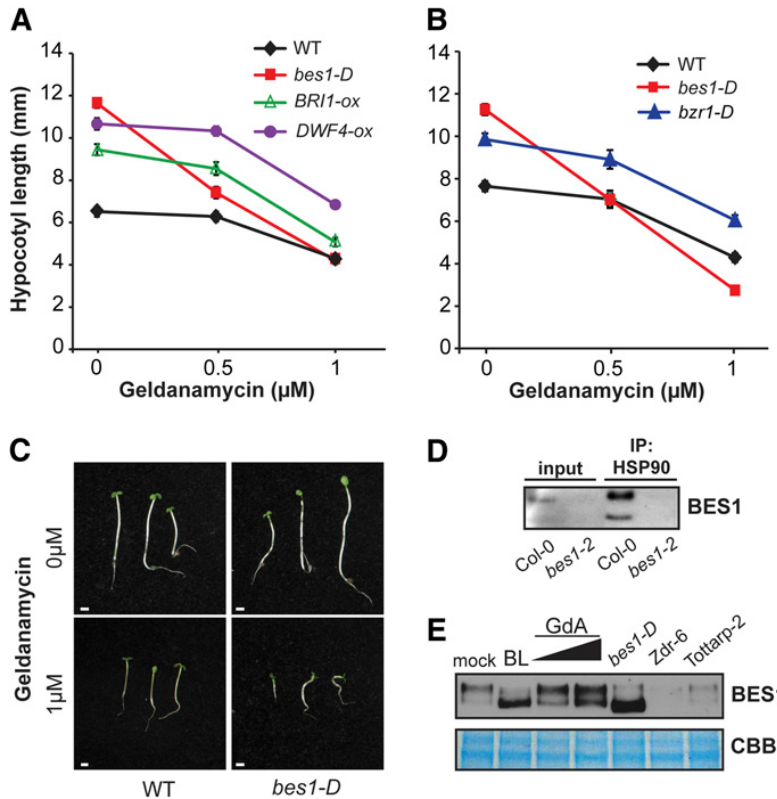 A
WT
bes1-D
BRI1-ox
DWF4-ox
Hypocotyl length (mm)
14
12
10
8
6
4
2
0
0
0.5
1
Geldanamycin (µM)
B
WT
bes1-D
bzr1-D
14
12
10
8
6
4
2
0
0
0.5
1
Geldanamycin (µM)
C
Geldanamycin
0µM
1µM
WT
bes1-D
D
IP:
input
HSP90
BES1
Col-0
bes1-2
Col-0
bes1-2
E
GdA
mock
BL
bes1-D
Zdr-6
Tottarp-2
BES1
CBB